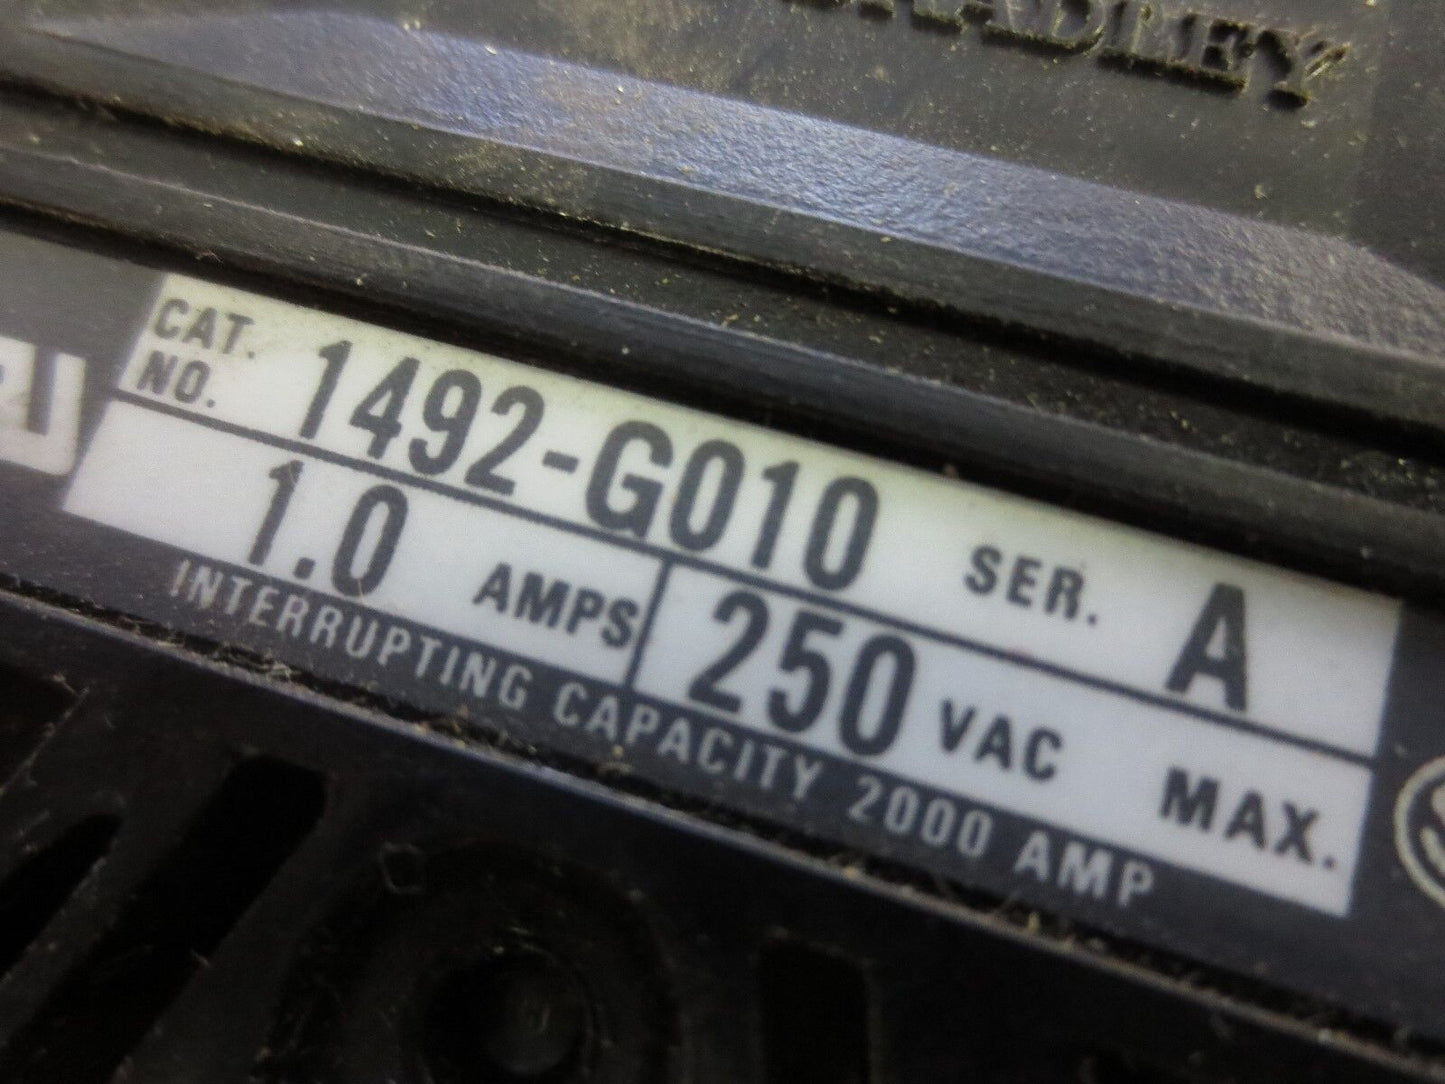 CAT. NO. 1492-G010 SER. A
1.0 AMPS 250 VAC MAX.
INTERRUPTING CAPACITY 2000 AMP